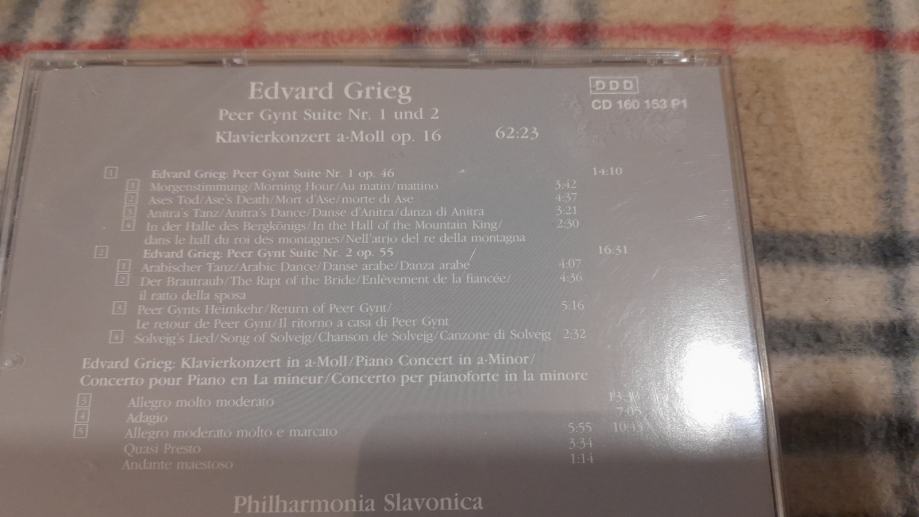 Edvard Grieg
DDD
Peer Gynt Suite Nr. 1 und 2
CD 160 153 P1
Klavierkonzert a-Moll op. 16 62:23
1 Edvard Grieg: Peer Gynt Suite Nr. 1 op. 46 14:10
1 Morgenstimmung/Morning Hour/Au matin/mattino 3:42
2 Ases Tod/Ase's Death/Mort d'Ase/morte di Ase 4:37
3 Anitra's Tanz/Anitra's Dance/Danse d'Anitra/danza di Anitra 3:21
4 In der Halle des Bergkönigs/In the Hall of the Mountain King/ 2:30
dans le hall du roi des montagnes/Nell'atrio del re della montagna
2 Edvard Grieg: Peer Gynt Suite Nr. 2 op. 55 16:31
1 Arabischer Tanz/Arabic Dance/Danse arabe/Danza arabe 4:07
2 Der Brautraub/The Rapt of the Bride/Enlèvement de la fiancée/ 4:36
il ratto della sposa
3 Peer Gynts Heimkehr/Return of Peer Gynt/ 5:16
Le retour de Peer Gynt/Il ritorno a casa di Peer Gynt
4 Solvejg's Lied/Song of Solvejg/Chanson de Solvejg/Canzone di Solvejg 2:32
Edvard Grieg: Klavierkonzert in a-Moll/Piano Concert in a-Minor/
Concerto pour Piano en La mineur/Concerto per pianoforte in la minore
3 Allegro molto moderato
4 Adagio 7:05
5 Allegro moderato molto e marcato 5:55
Quasi Presto 3:34
Andante maestoso 1:14
Philharmonia Slavonica